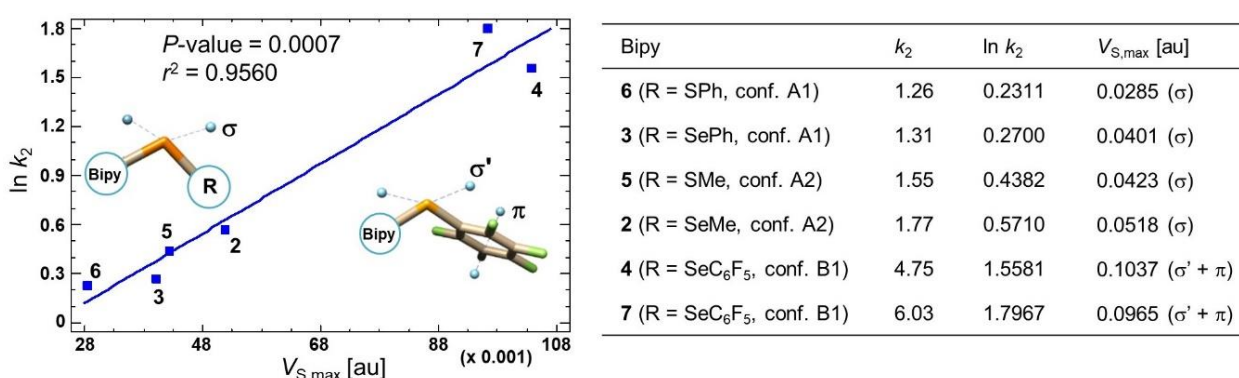 1.8
1.5
1.2
0.9
0.6
0.3
0
ln k₂
P-value = 0.0007
r² = 0.9560
7
4
σ
Bipy
R
σ'
π
Bipy
5
2
6
3
28 48 68 88 108
(x 0.001)
V_S,max [au]
Bipy k₂ ln k₂ V_S,max [au]
6 (R = SPh, conf. A1) 1.26 0.2311 0.0285 (σ)
3 (R = SePh, conf. A1) 1.31 0.2700 0.0401 (σ)
5 (R = SMe, conf. A2) 1.55 0.4382 0.0423 (σ)
2 (R = SeMe, conf. A2) 1.77 0.5710 0.0518 (σ)
4 (R = SeC₆F₅, conf. B1) 4.75 1.5581 0.1037 (σ' + π)
7 (R = SeC₆F₅, conf. B1) 6.03 1.7967 0.0965 (σ' + π)